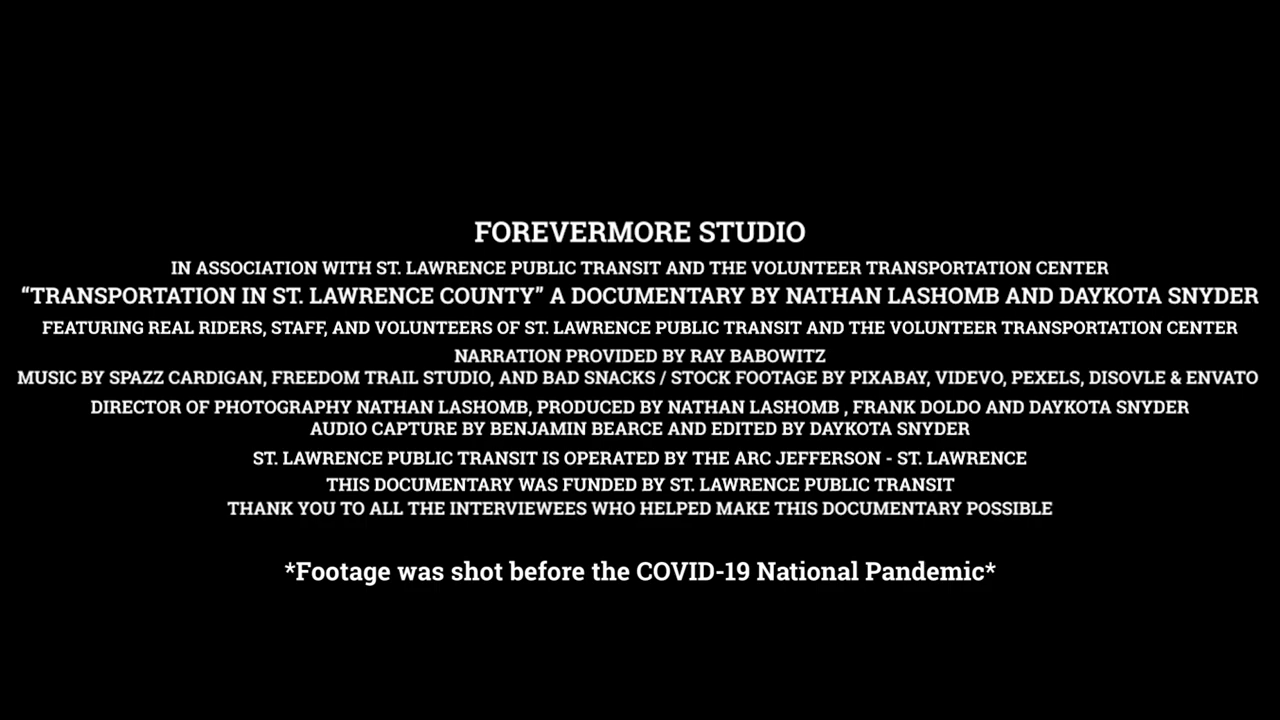 FOREVERMORE STUDIO
IN ASSOCIATION WITH ST. LAWRENCE PUBLIC TRANSIT AND THE VOLUNTEER TRANSPORTATION CENTER
“TRANSPORTATION IN ST. LAWRENCE COUNTY” A DOCUMENTARY BY NATHAN LASHOMB AND DAYKOTA SNYDER
FEATURING REAL RIDERS, STAFF, AND VOLUNTEERS OF ST. LAWRENCE PUBLIC TRANSIT AND THE VOLUNTEER TRANSPORTATION CENTER
NARRATION PROVIDED BY RAY BABOWITZ
MUSIC BY SPAZZ CARDIGAN, FREEDOM TRAIL STUDIO, AND BAD SNACKS / STOCK FOOTAGE BY PIXABAY, VIDEVO, PEXELS, DISOVLE & ENVATO
DIRECTOR OF PHOTOGRAPHY NATHAN LASHOMB, PRODUCED BY NATHAN LASHOMB , FRANK DOLDO AND DAYKOTA SNYDER
AUDIO CAPTURE BY BENJAMIN BEARCE AND EDITED BY DAYKOTA SNYDER
ST. LAWRENCE PUBLIC TRANSIT IS OPERATED BY THE ARC JEFFERSON - ST. LAWRENCE
THIS DOCUMENTARY WAS FUNDED BY ST. LAWRENCE PUBLIC TRANSIT
THANK YOU TO ALL THE INTERVIEWEES WHO HELPED MAKE THIS DOCUMENTARY POSSIBLE
*Footage was shot before the COVID-19 National Pandemic*